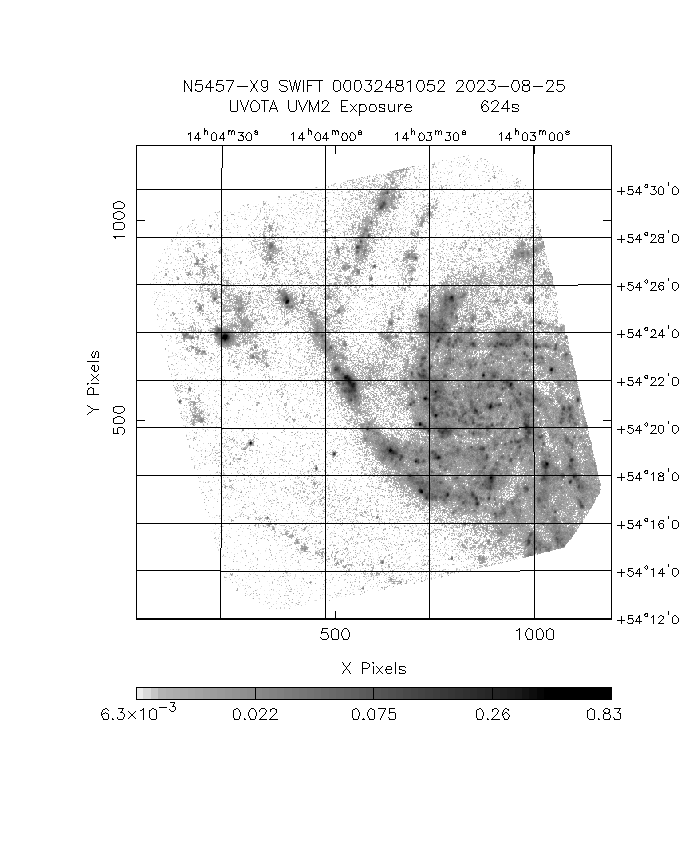 N5457-X9 SWIFT 00032481052 2023-08-25
UVOTA UVM2 Exposure 624s
14ʰ04ᵐ30ˢ 14ʰ04ᵐ00ˢ 14ʰ03ᵐ30ˢ 14ʰ03ᵐ00ˢ
+54°30'0
1000
+54°28'0
+54°26'0
+54°24'0
+54°22'0
Y Pixels
500
+54°20'0
+54°18'0
+54°16'0
+54°14'0
+54°12'0
500 1000
X Pixels
6.3×10⁻³ 0.022 0.075 0.26 0.83